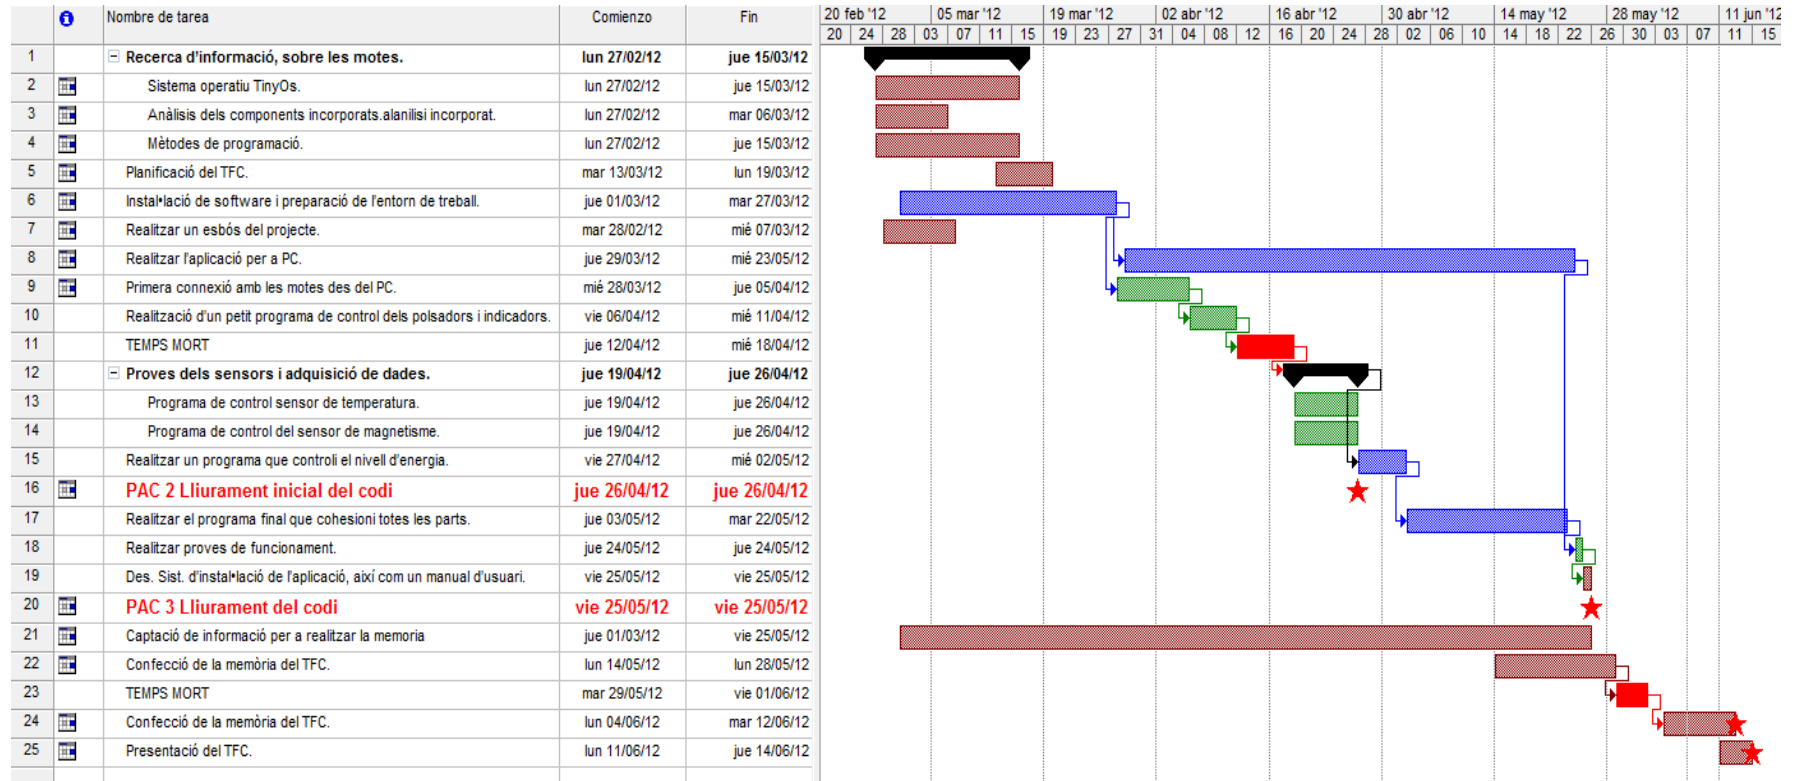 Nombre de tarea Comienzo Fin 20 feb '12 05 mar '12 19 mar '12 02 abr '12 16 abr '12 30 abr '12 14 may '12 28 may '12 11 jun '12
20 24 28 03 07 11 15 19 23 27 31 04 08 12 16 20 24 28 02 06 10 14 18 22 26 30 03 07 11 15
1 Recerca d'informació, sobre les motes. lun 27/02/12 jue 15/03/12
2 Sistema operatiu TinyOs. lun 27/02/12 jue 15/03/12
3 Anàlisis dels components incorporats.alanilisi incorporat. lun 27/02/12 mar 06/03/12
4 Mètodes de programació. lun 27/02/12 jue 15/03/12
5 Planificació del TFC. mar 13/03/12 lun 19/03/12
6 Instal•lació de software i preparació de l'entorn de treball. jue 01/03/12 mar 27/03/12
7 Realitzar un esbós del projecte. mar 28/02/12 mié 07/03/12
8 Realitzar l'aplicació per a PC. jue 29/03/12 mié 23/05/12
9 Primera connexió amb les motes des del PC. mié 28/03/12 jue 05/04/12
10 Realització d'un petit programa de control dels polsadors i indicadors. vie 06/04/12 mié 11/04/12
11 TEMPS MORT jue 12/04/12 mié 18/04/12
12 Proves dels sensors i adquisició de dades. jue 19/04/12 jue 26/04/12
13 Programa de control sensor de temperatura. jue 19/04/12 jue 26/04/12
14 Programa de control del sensor de magnetisme. jue 19/04/12 jue 26/04/12
15 Realitzar un programa que controli el nivell d'energia. vie 27/04/12 mié 02/05/12
16 PAC 2 Lliurament inicial del codi jue 26/04/12 jue 26/04/12
17 Realitzar el programa final que cohesioni totes les parts. jue 03/05/12 mar 22/05/12
18 Realitzar proves de funcionament. jue 24/05/12 jue 24/05/12
19 Des. Sist. d'instal•lació de l'aplicació, així com un manual d'usuari. vie 25/05/12 vie 25/05/12
20 PAC 3 Lliurament del codi vie 25/05/12 vie 25/05/12
21 Captació de informació per a realitzar la memoria jue 01/03/12 vie 25/05/12
22 Confecció de la memòria del TFC. lun 14/05/12 lun 28/05/12
23 TEMPS MORT mar 29/05/12 vie 01/06/12
24 Confecció de la memòria del TFC. lun 04/06/12 mar 12/06/12
25 Presentació del TFC. lun 11/06/12 jue 14/06/12